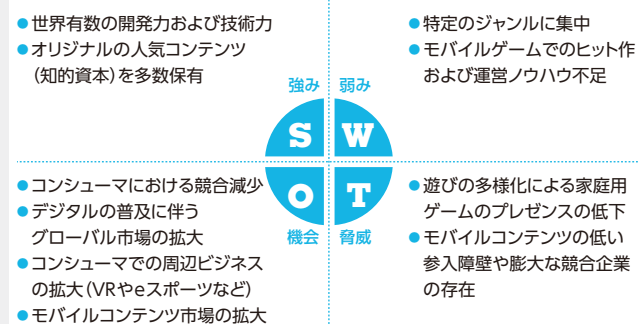 ●世界有数の開発力および技術力
●オリジナルの人気コンテンツ
（知的資本）を多数保有
強み
S
●特定のジャンルに集中
●モバイルゲームでのヒット作
および運営ノウハウ不足
弱み
W
●コンシューマにおける競合減少
●デジタルの普及に伴う
グローバル市場の拡大
●コンシューマでの周辺ビジネス
の拡大（VRやeスポーツなど）
●モバイルコンテンツ市場の拡大
O
機会
●遊びの多様化による家庭用
ゲームのプレゼンスの低下
●モバイルコンテンツの低い
参入障壁や膨大な競合企業
の存在
T
脅威